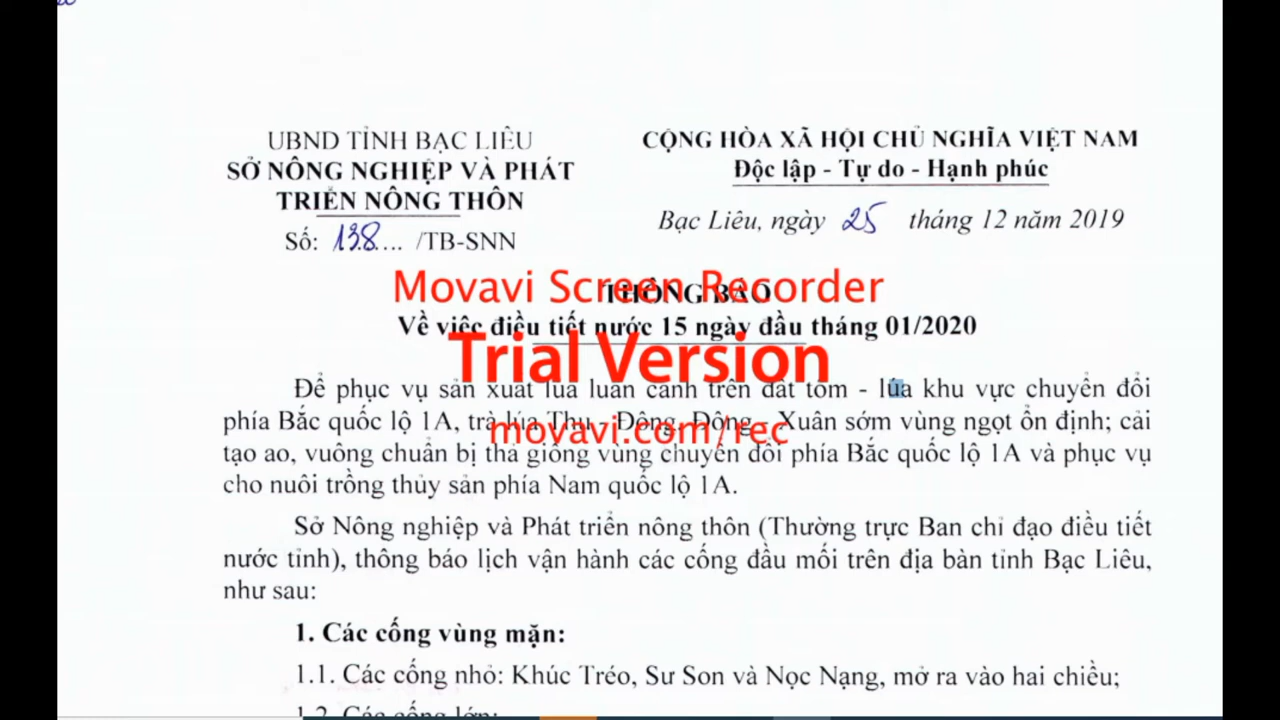 UBND TỈNH BẠC LIÊU
SỞ NÔNG NGHIỆP VÀ PHÁT
TRIỂN NÔNG THÔN
Số: 138... /TB-SNN
CỘNG HÒA XÃ HỘI CHỦ NGHĨA VIỆT NAM
Độc lập - Tự do - Hạnh phúc
Bạc Liêu, ngày 25 tháng 12 năm 2019
Movavi Screen Recorder
THÔNG BÁO
Về việc điều tiết nước 15 ngày đầu tháng 01/2020
Trial Version
Để phục vụ sản xuất lúa luân canh trên đất tôm - lúa khu vực chuyển đổi
phía Bắc quốc lộ 1A, trà lúa Thu - Đông, Đông - Xuân sớm vùng ngọt ổn định; cải
movavi.com/rec
tạo ao, vuông chuẩn bị thả giống vùng chuyển đổi phía Bắc quốc lộ 1A và phục vụ
cho nuôi trồng thủy sản phía Nam quốc lộ 1A.
Sở Nông nghiệp và Phát triển nông thôn (Thường trực Ban chỉ đạo điều tiết
nước tỉnh), thông báo lịch vận hành các cống đầu mối trên địa bàn tỉnh Bạc Liêu,
như sau:
1. Các cống vùng mặn:
1.1. Các cống nhỏ: Khúc Tréo, Sư Son và Nọc Nạng, mở ra vào hai chiều;
1.2. Các cống lớn: